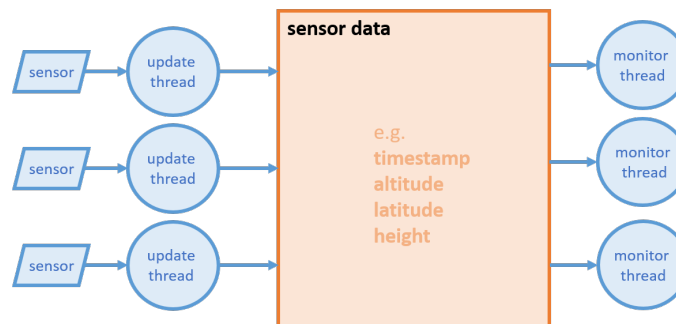 sensor data
sensor
update
thread
monitor
thread
e.g.
timestamp
altitude
latitude
height
sensor
update
thread
monitor
thread
sensor
update
thread
monitor
thread